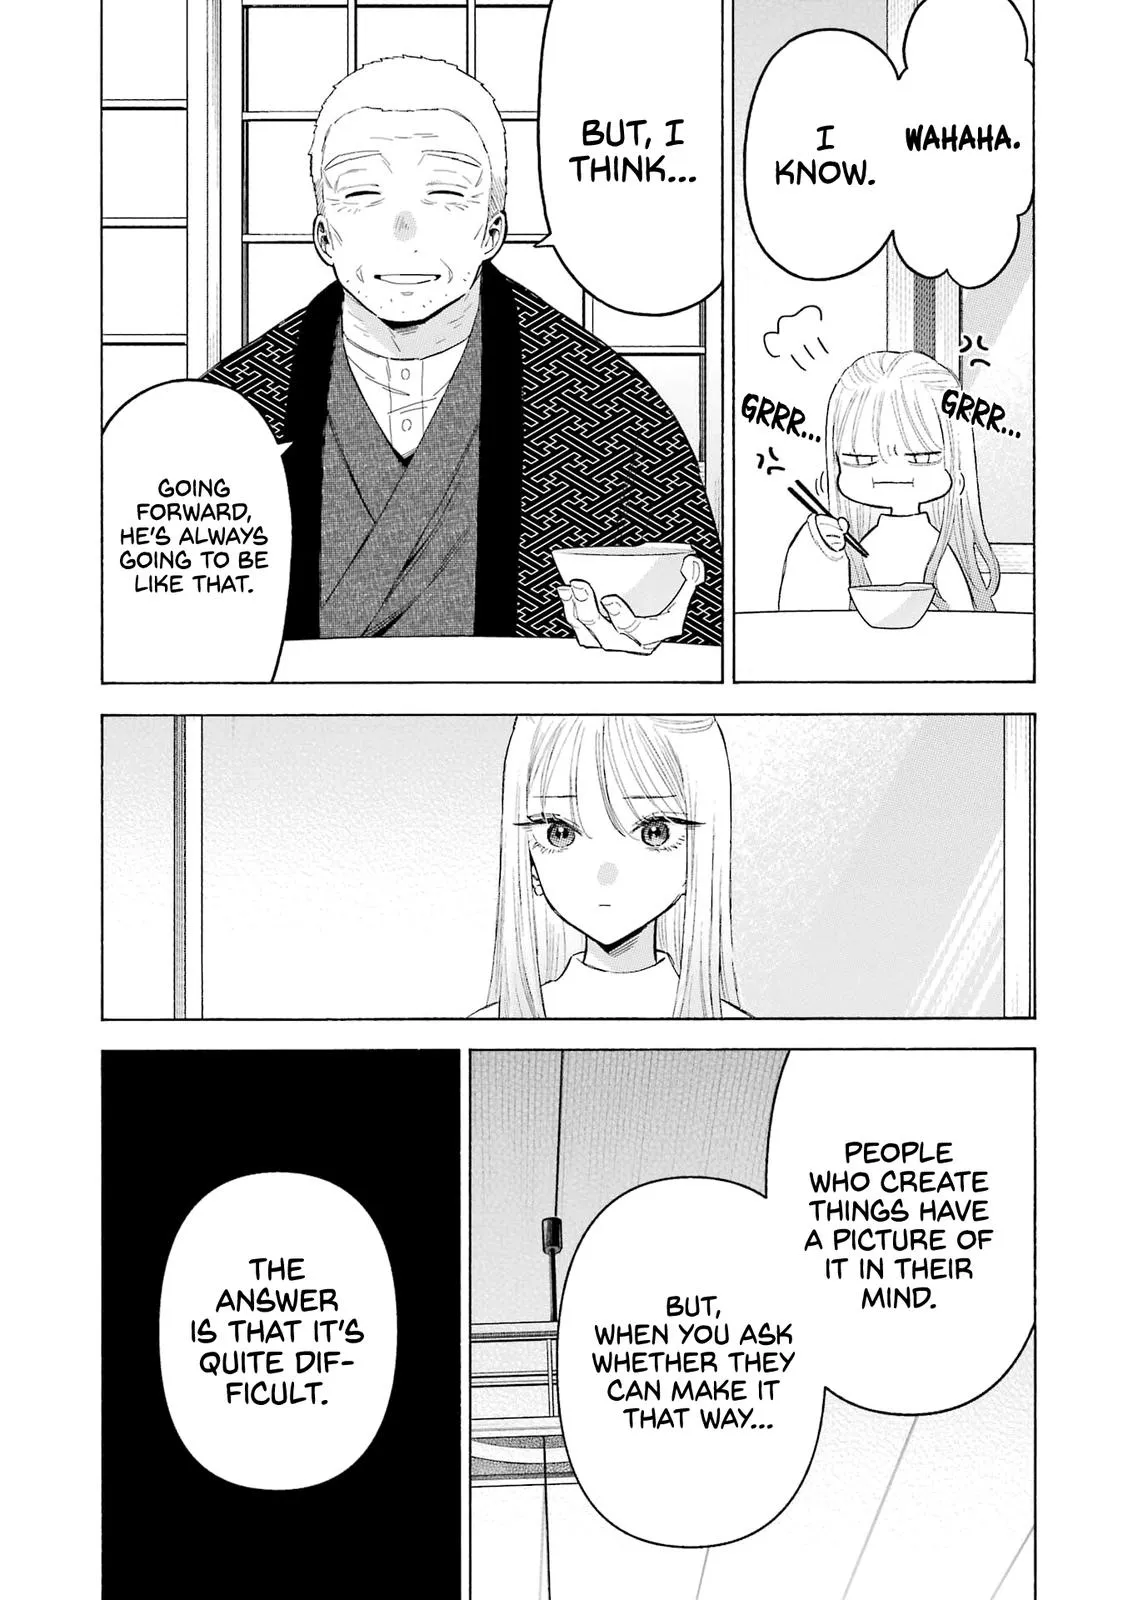 WAHAHA.
I
KNOW.
GRRR...
GRRR...
BUT, I
THINK...
GOING
FORWARD,
HE'S ALWAYS
GOING TO BE
LIKE THAT.
PEOPLE
WHO CREATE
THINGS HAVE
A PICTURE OF
IT IN THEIR
MIND.
BUT,
WHEN YOU ASK
WHETHER THEY
CAN MAKE IT
THAT WAY...
THE
ANSWER
IS THAT IT'S
QUITE DIF-
FICULT.